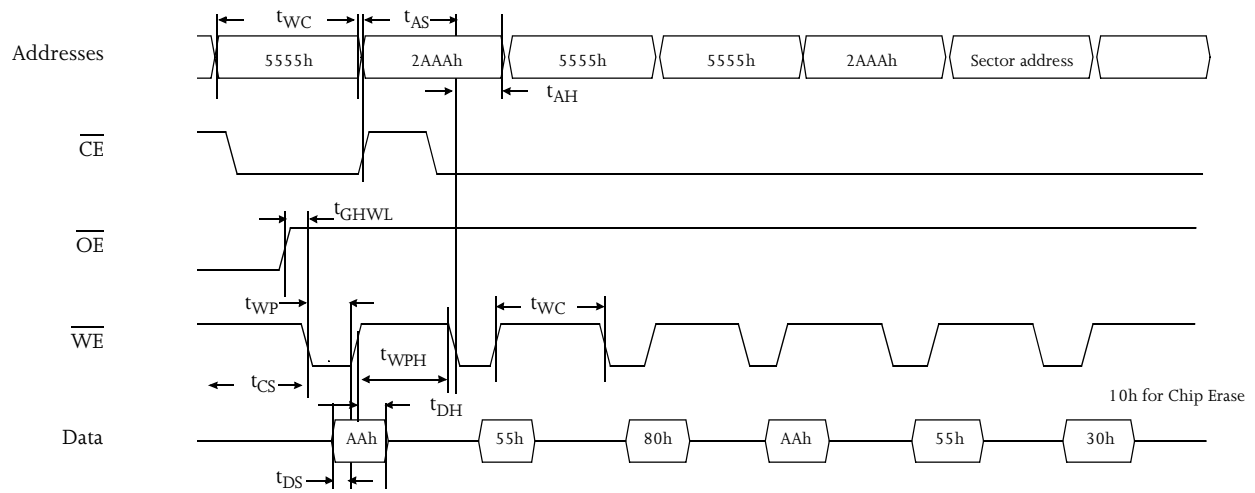 tWC tAS
Addresses 5555h 2AAAh 5555h 5555h 2AAAh Sector address
tAH
CE
tGHWL
OE
tWP tWC
WE
tWPH
tCS
10h for Chip Erase
tDH
Data AAh 55h 80h AAh 55h 30h
tDS